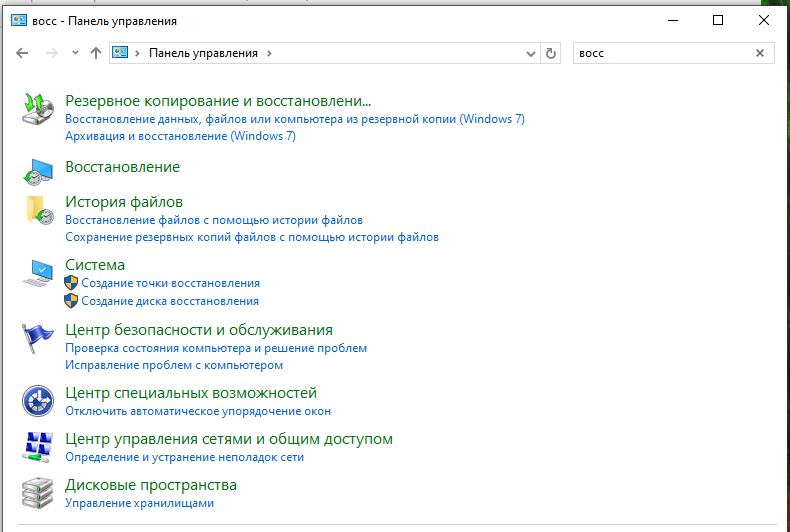 восс - Панель управления
Панель управления
восс
Резервное копирование и восстановлени...
Восстановление данных, файлов или компьютера из резервной копии (Windows 7)
Архивация и восстановление (Windows 7)
Восстановление
История файлов
Восстановление файлов с помощью истории файлов
Сохранение резервных копий файлов с помощью истории файлов
Система
Создание точки восстановления
Создание диска восстановления
Центр безопасности и обслуживания
Проверка состояния компьютера и решение проблем
Исправление проблем с компьютером
Центр специальных возможностей
Отключить автоматическое упорядочение окон
Центр управления сетями и общим доступом
Определение и устранение неполадок сети
Дисковые пространства
Управление хранилищами